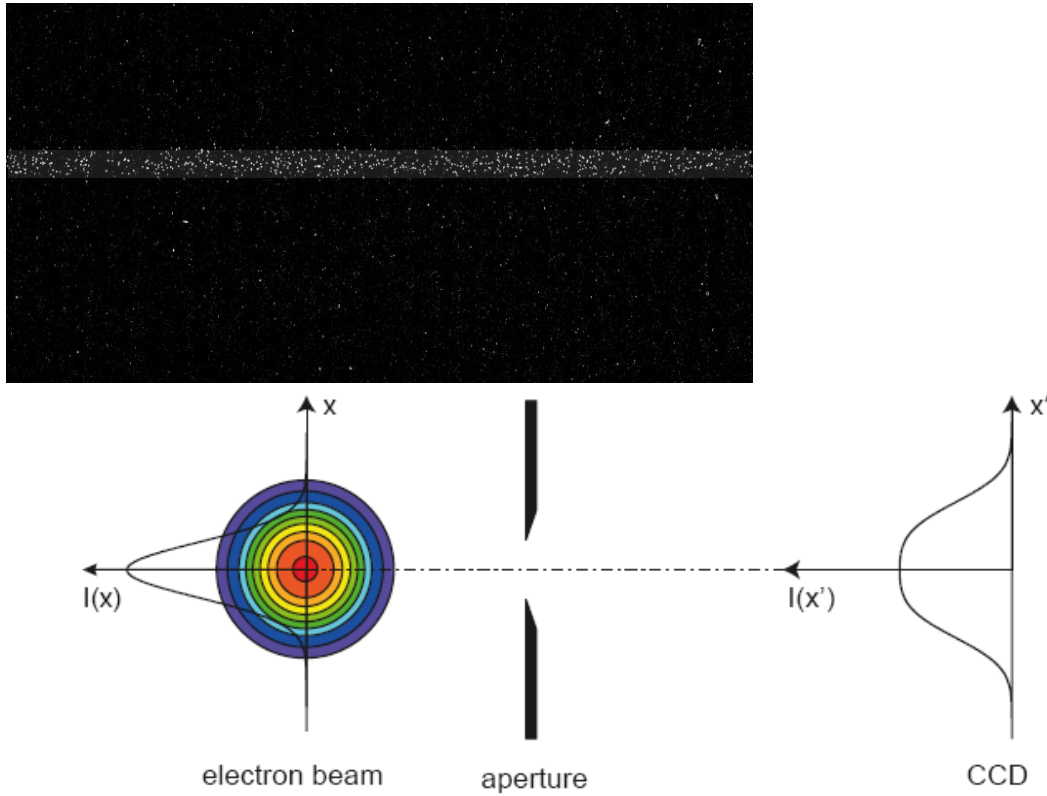 x
x'
I(x)
I(x')
electron beam
aperture
CCD